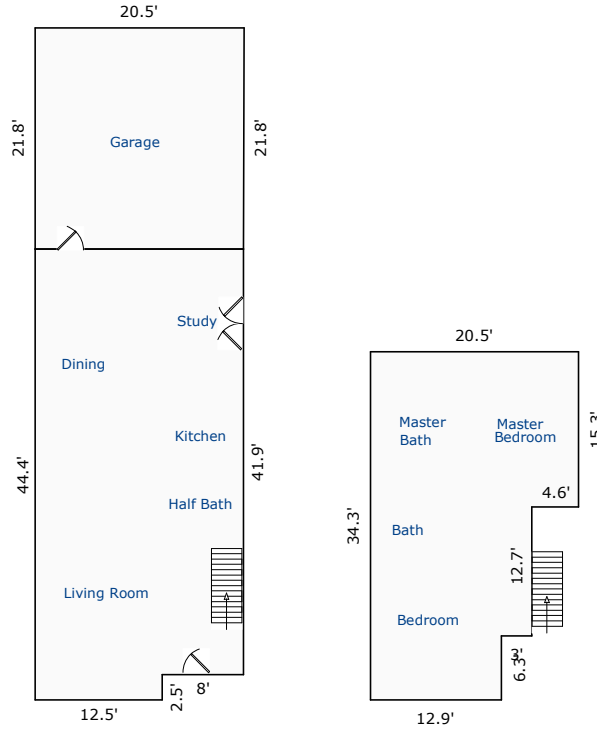 20.5'
21.8'
21.8'
Garage
Study
Dining
Kitchen
44.4'
41.9'
Half Bath
Living Room
2.5'
8'
12.5'
20.5'
15.3'
Master
Bath
Master
Bedroom
4.6'
34.3'
Bath
12.7'
Bedroom
3'
6.3'
12.9'